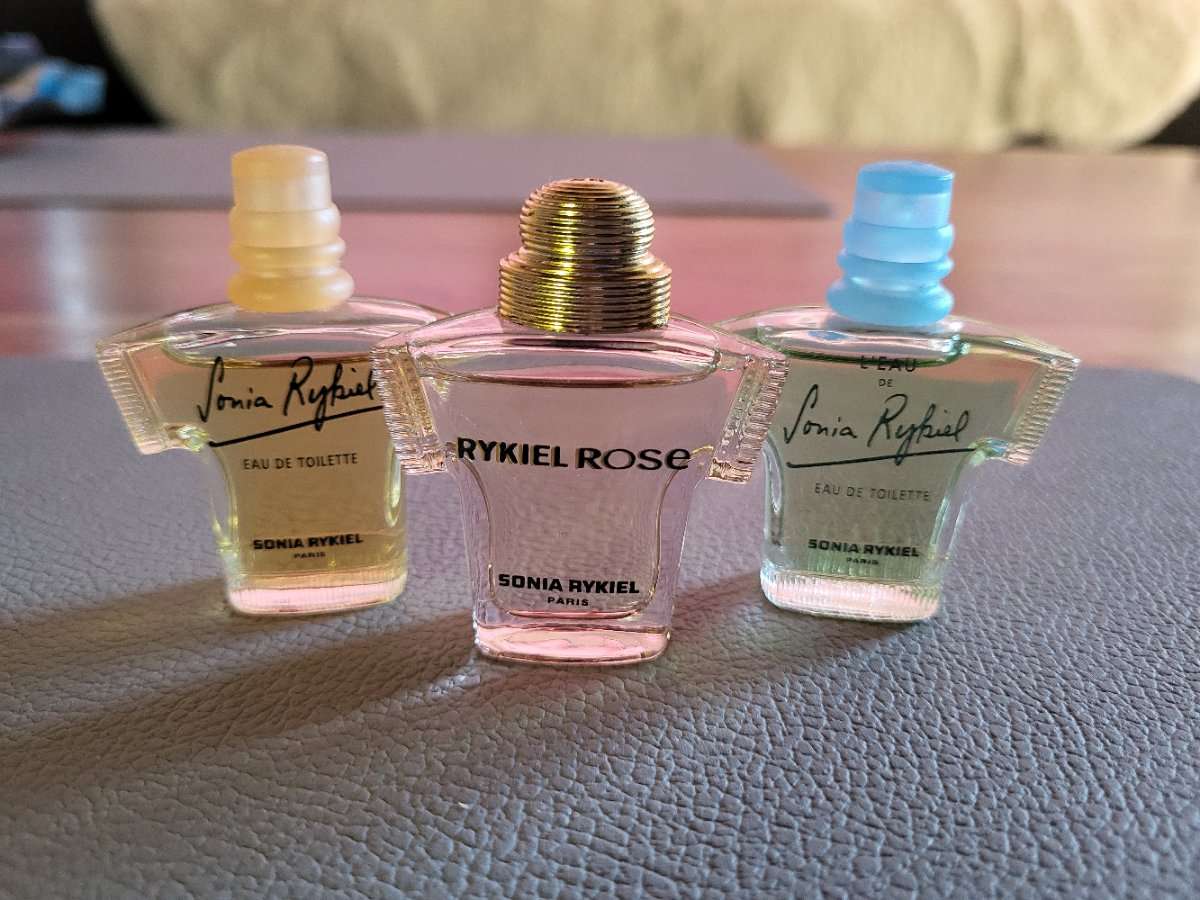 Sonia Rykiel
EAU DE TOILETTE
SONIA RYKIEL
PARIS
RYKIEL ROSe
SONIA RYKIEL
PARIS
L'EAU
DE
Sonia Rykiel
EAU DE TOILETTE
SONIA RYKIEL
PARIS